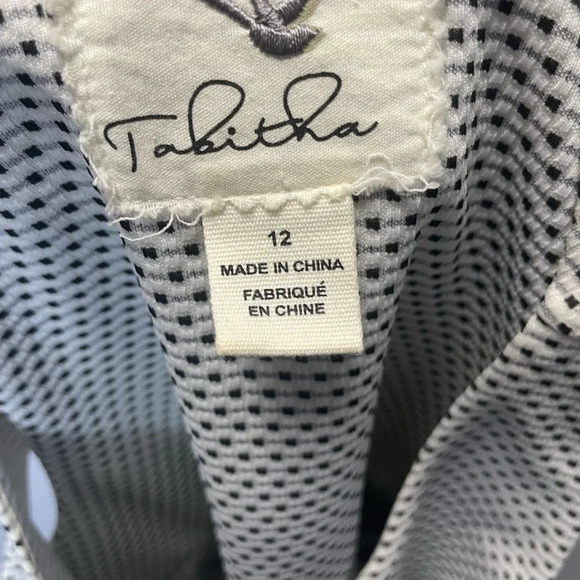 Tabitha
12
MADE IN CHINA
FABRIQUÉ
EN CHINE